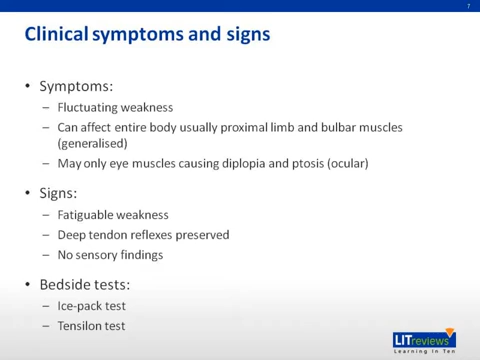 7
Clinical symptoms and signs
• Symptoms:
– Fluctuating weakness
– Can affect entire body usually proximal limb and bulbar muscles
(generalised)
– May only eye muscles causing diplopia and ptosis (ocular)
• Signs:
– Fatiguable weakness
– Deep tendon reflexes preserved
– No sensory findings
• Bedside tests:
– Ice-pack test
– Tensilon test
LITreviews
Learning In Ten